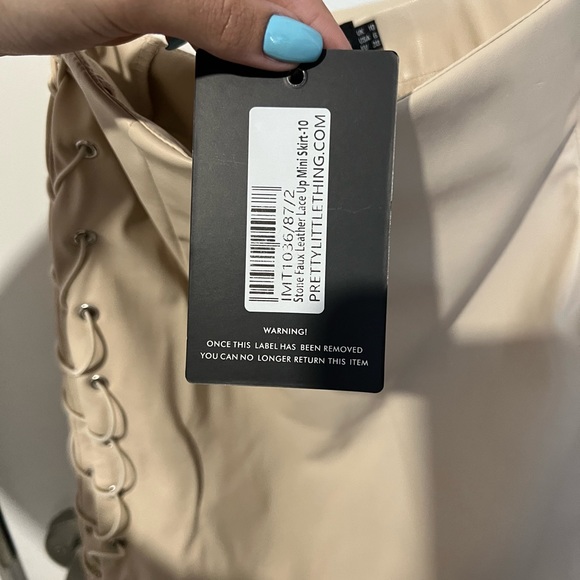 IMT1036/87/2
Stone Faux Leather Lace Up Mini Skirt-10
PRETTYLITTLETHING.COM
WARNING!
ONCE THIS LABEL HAS BEEN REMOVED
YOU CAN NO LONGER RETURN THIS ITEM